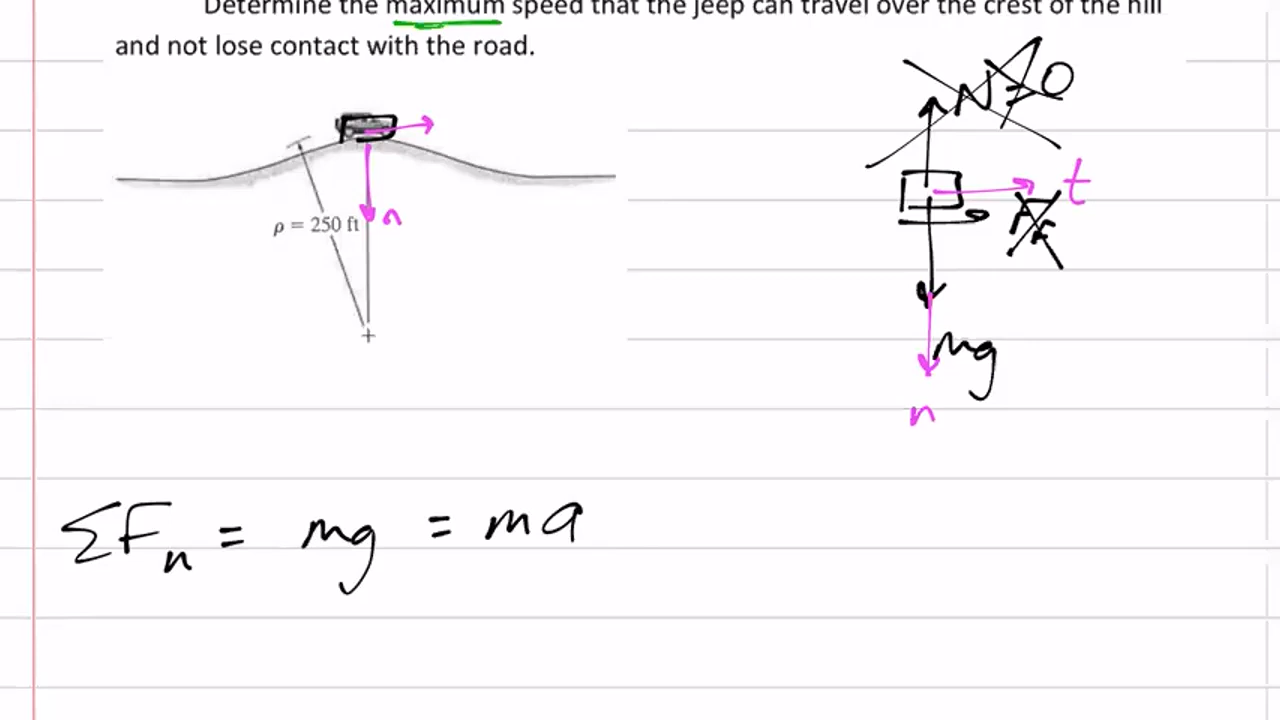 Determine the maximum speed that the jeep can travel over the crest of the hill
and not lose contact with the road.
N=0
t
n
ρ = 250 ft
mg
n
ΣFn = mg = ma